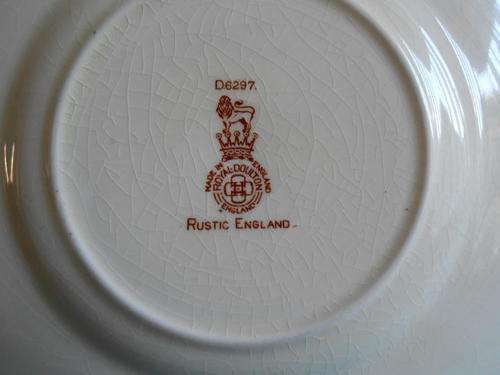 D6297.
MADE IN ENGLAND
ROYAL DOULTON
ENGLAND
RUSTIC ENGLAND